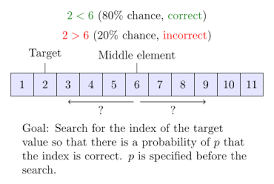 2 < 6 (80% chance, correct)
2 > 6 (20% chance, incorrect)
Target
Middle element
1 2 3 4 5 6 7 8 9 10 11
? ?
Goal: Search for the index of the target
value so that there is a probability of p that
the index is correct. p is specified before the
search.